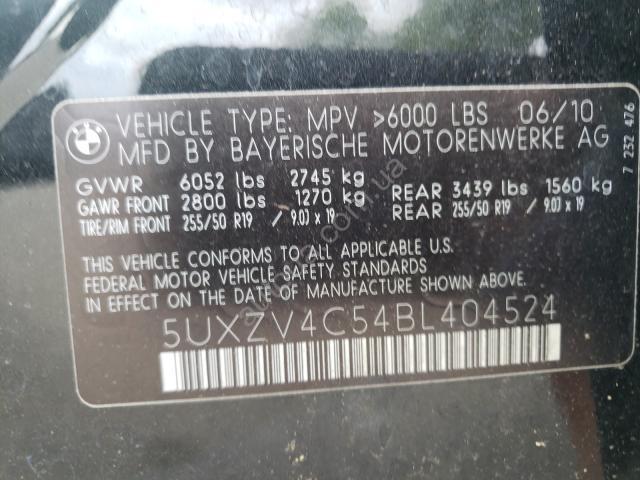 VEHICLE TYPE: MPV >6000 LBS 06/10
MFD BY BAYERISCHE MOTORENWERKE AG
GVWR 6052 lbs 2745 kg
GAWR FRONT 2800 lbs 1270 kg REAR 3439 lbs 1560 kg
TIRE/RIM FRONT 255/50 R19 / 9.0J x 19 REAR 255/50 R19 / 9.0J x 19
THIS VEHICLE CONFORMS TO ALL APPLICABLE U.S.
FEDERAL MOTOR VEHICLE SAFETY STANDARDS
IN EFFECT ON THE DATE OF MANUFACTURE SHOWN ABOVE.
5UXZV4C54BL404524
7 232 476